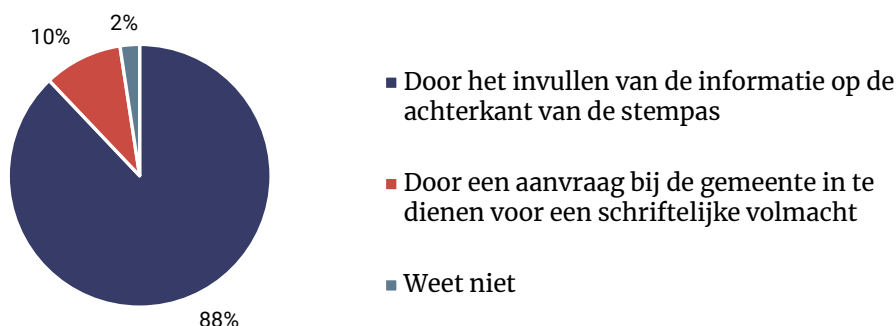 2%
10%
88%
Door het invullen van de informatie op de
achterkant van de stempas
Door een aanvraag bij de gemeente in te
dienen voor een schriftelijke volmacht
Weet niet